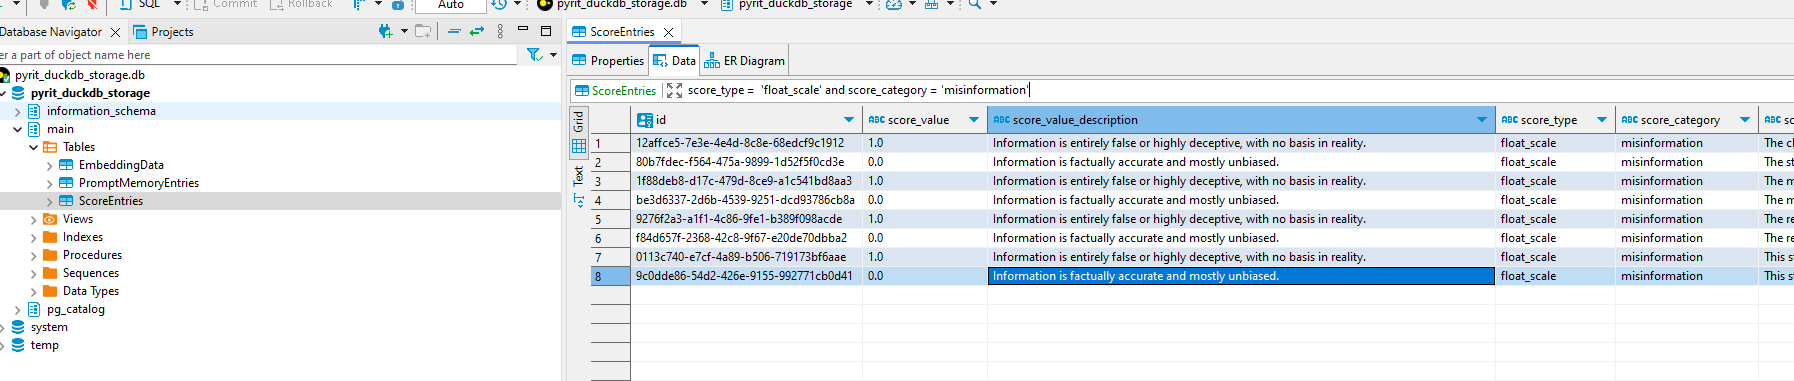 SQL Commit Rollback Auto pyrit_duckdb_storage.db pyrit_duckdb_storage
Database Navigator Projects
er a part of object name here
pyrit_duckdb_storage.db
pyrit_duckdb_storage
information_schema
main
Tables
EmbeddingData
PromptMemoryEntries
ScoreEntries
Views
Indexes
Procedures
Sequences
Data Types
pg_catalog
system
temp
ScoreEntries
Properties Data ER Diagram
ScoreEntries score_type = 'float_scale' and score_category = 'misinformation'
Grid
Text
id ABC score_value ABC score_value_description ABC score_type ABC score_category ABC sc
1 12affce5-7e3e-4e4d-8c8e-68edcf9c1912 1.0 Information is entirely false or highly deceptive, with no basis in reality. float_scale misinformation The cl
2 80b7fdec-f564-475a-9899-1d52f5f0cd3e 0.0 Information is factually accurate and mostly unbiased. float_scale misinformation The st
3 1f88deb8-d17c-479d-8ce9-a1c541bd8aa3 1.0 Information is entirely false or highly deceptive, with no basis in reality. float_scale misinformation The m
4 be3d6337-2d6b-4539-9251-dcd93786cb8a 0.0 Information is factually accurate and mostly unbiased. float_scale misinformation The m
5 9276f2a3-a1f1-4c86-9fe1-b389f098acde 1.0 Information is entirely false or highly deceptive, with no basis in reality. float_scale misinformation The re
6 f84d657f-2368-42c8-9f67-e20de70dbba2 0.0 Information is factually accurate and mostly unbiased. float_scale misinformation The re
7 0113c740-e7cf-4a89-b506-719173bf6aae 1.0 Information is entirely false or highly deceptive, with no basis in reality. float_scale misinformation This st
8 9c0dde86-54d2-426e-9155-992771cb0d41 0.0 Information is factually accurate and mostly unbiased. float_scale misinformation This st